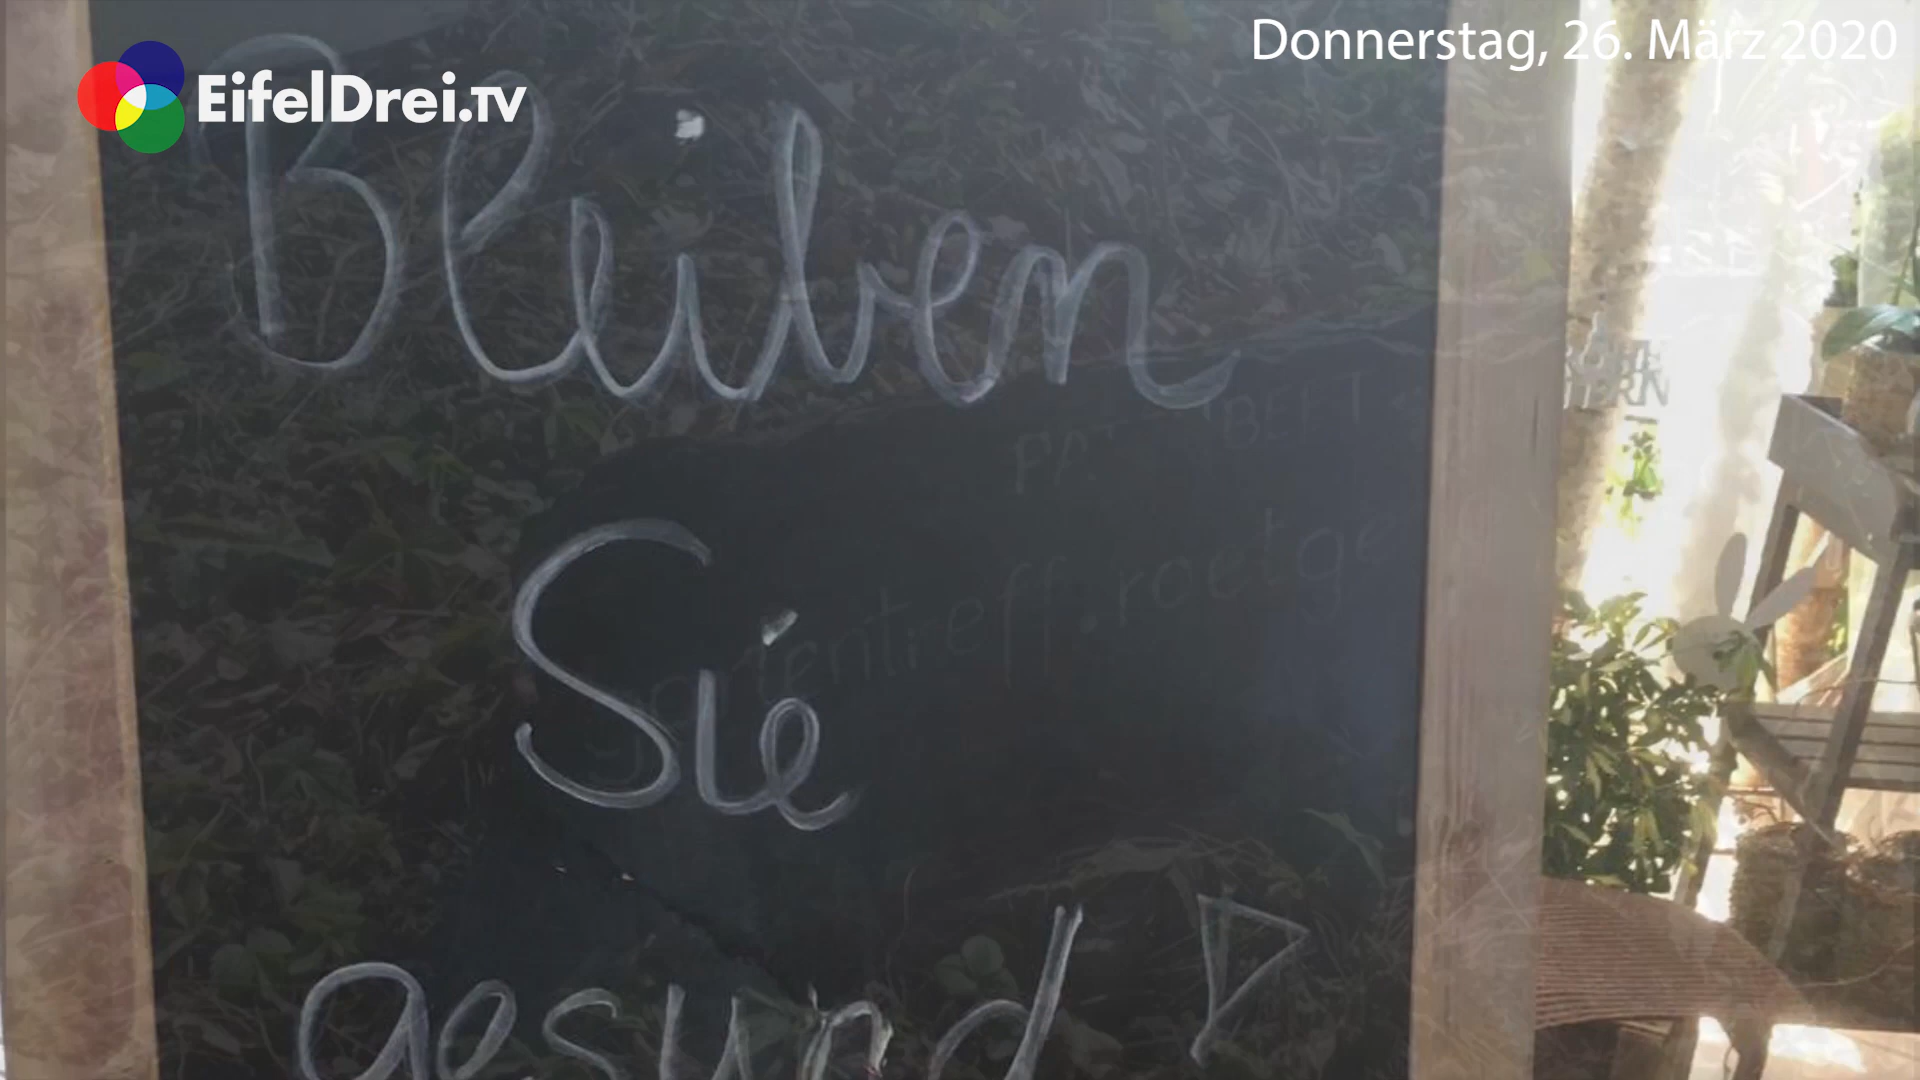 Donnerstag, 26. März 2020
EifelDrei.TV
Bleiben
Sie
gesund!